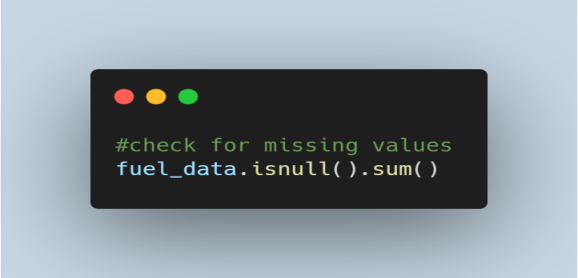 #check for missing values
fuel_data.isnull().sum()